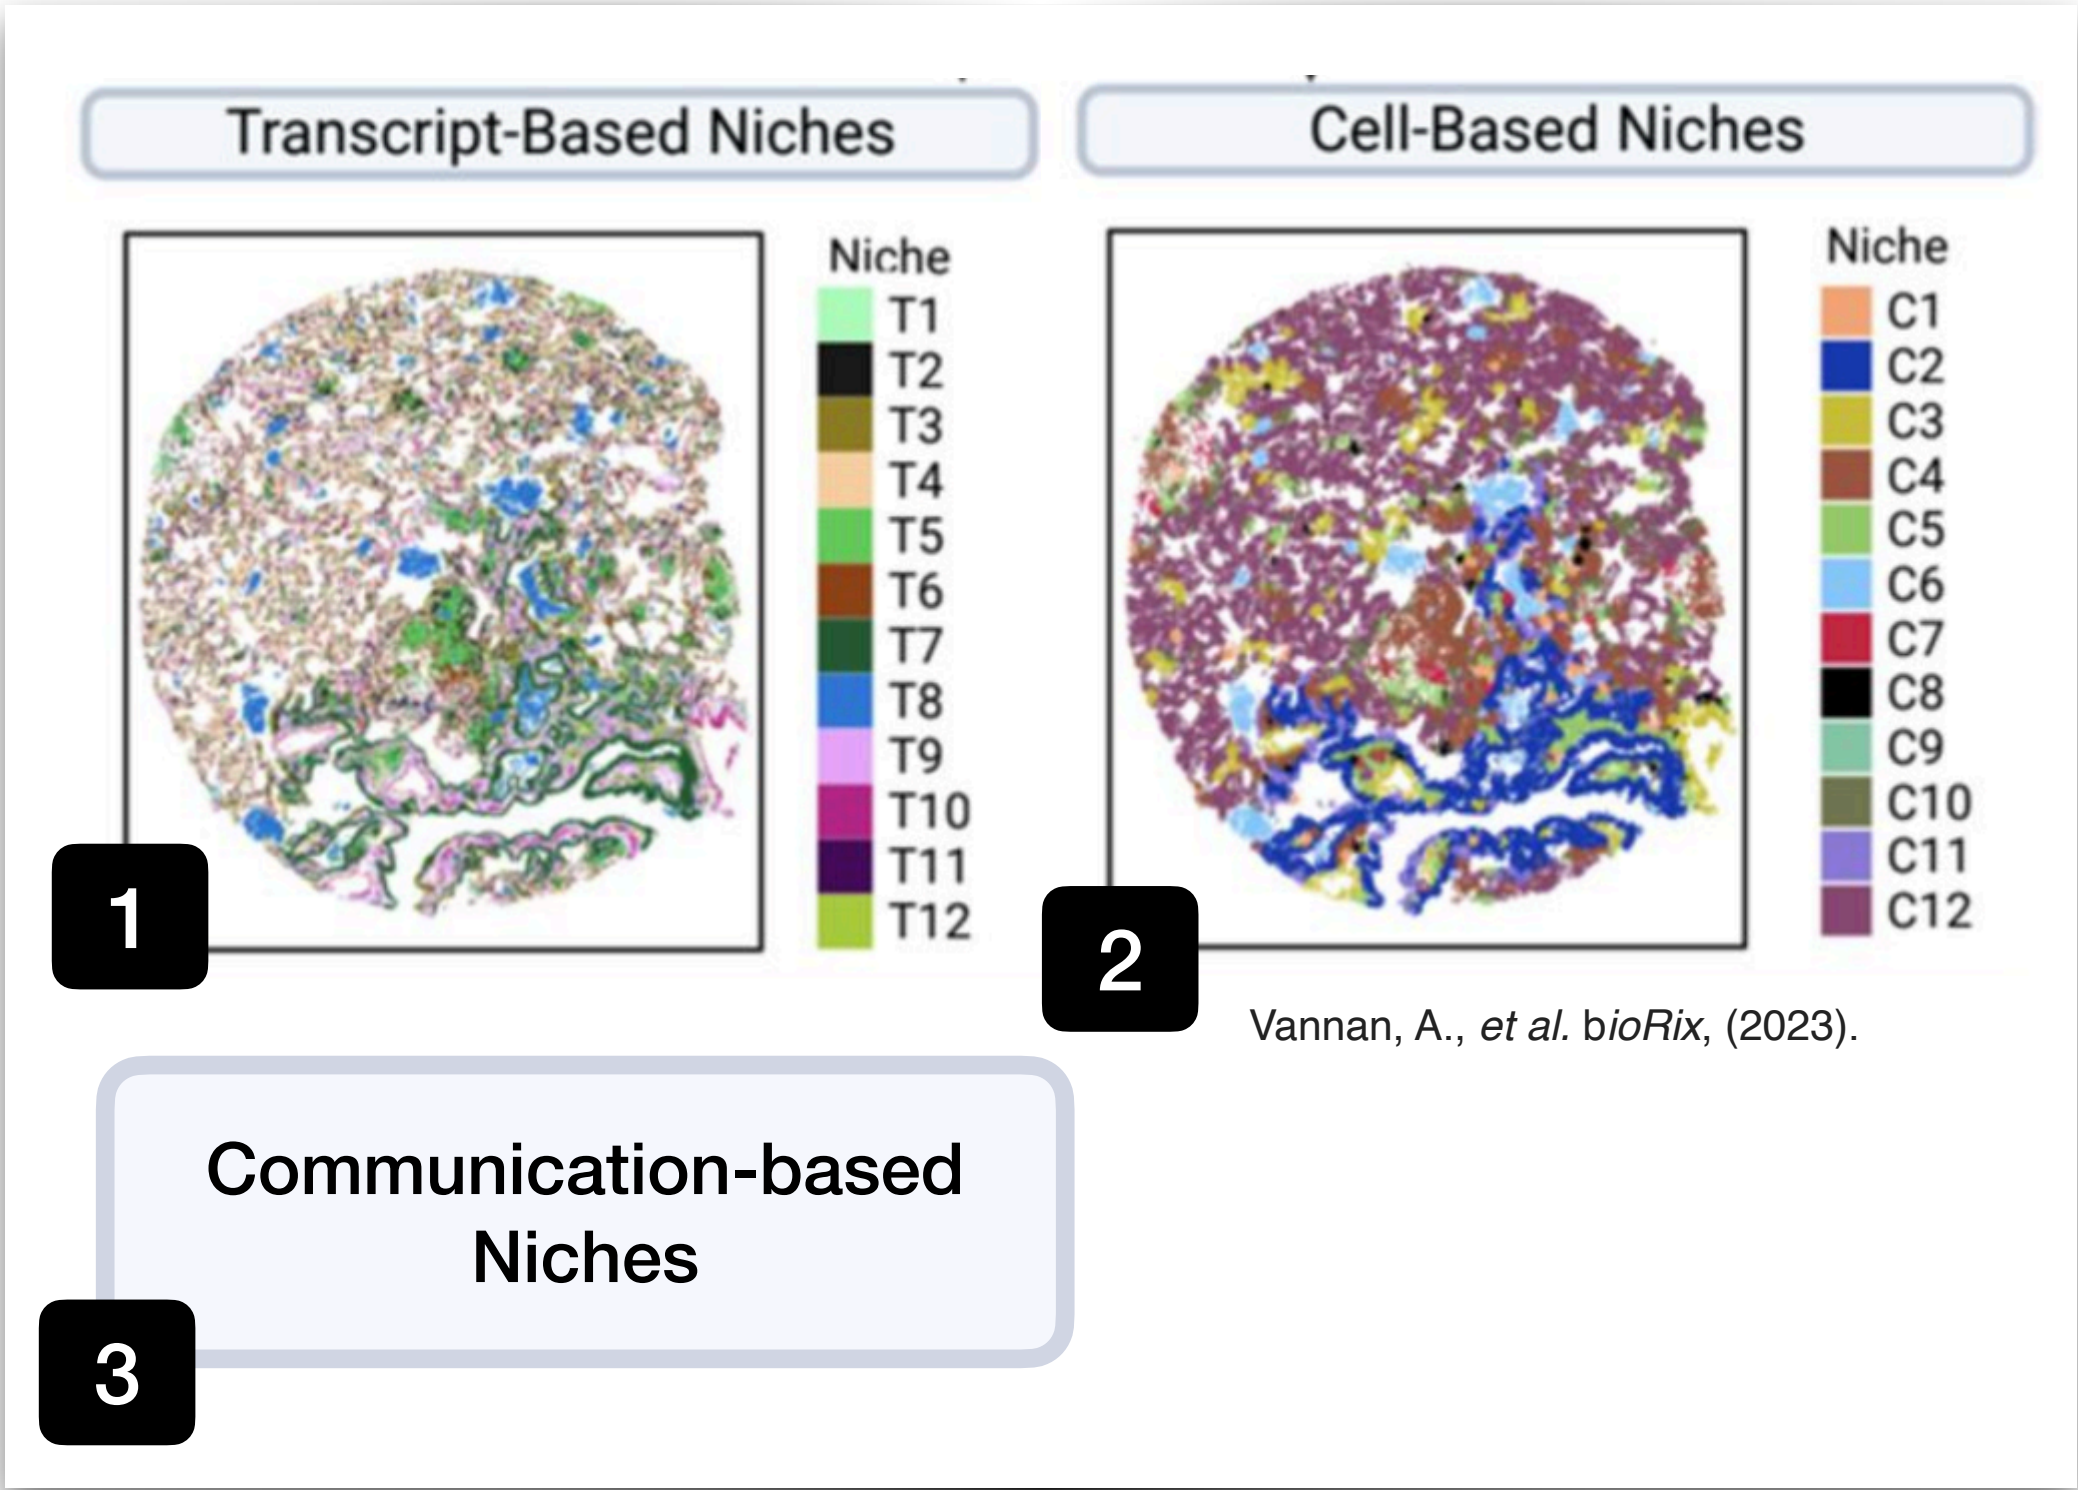 Transcript-Based Niches
Cell-Based Niches
Niche
T1
T2
T3
T4
T5
T6
T7
T8
T9
T10
T11
T12
Niche
C1
C2
C3
C4
C5
C6
C7
C8
C9
C10
C11
C12
1
2
Vannan, A., et al. bioRix, (2023).
Communication-based
Niches
3